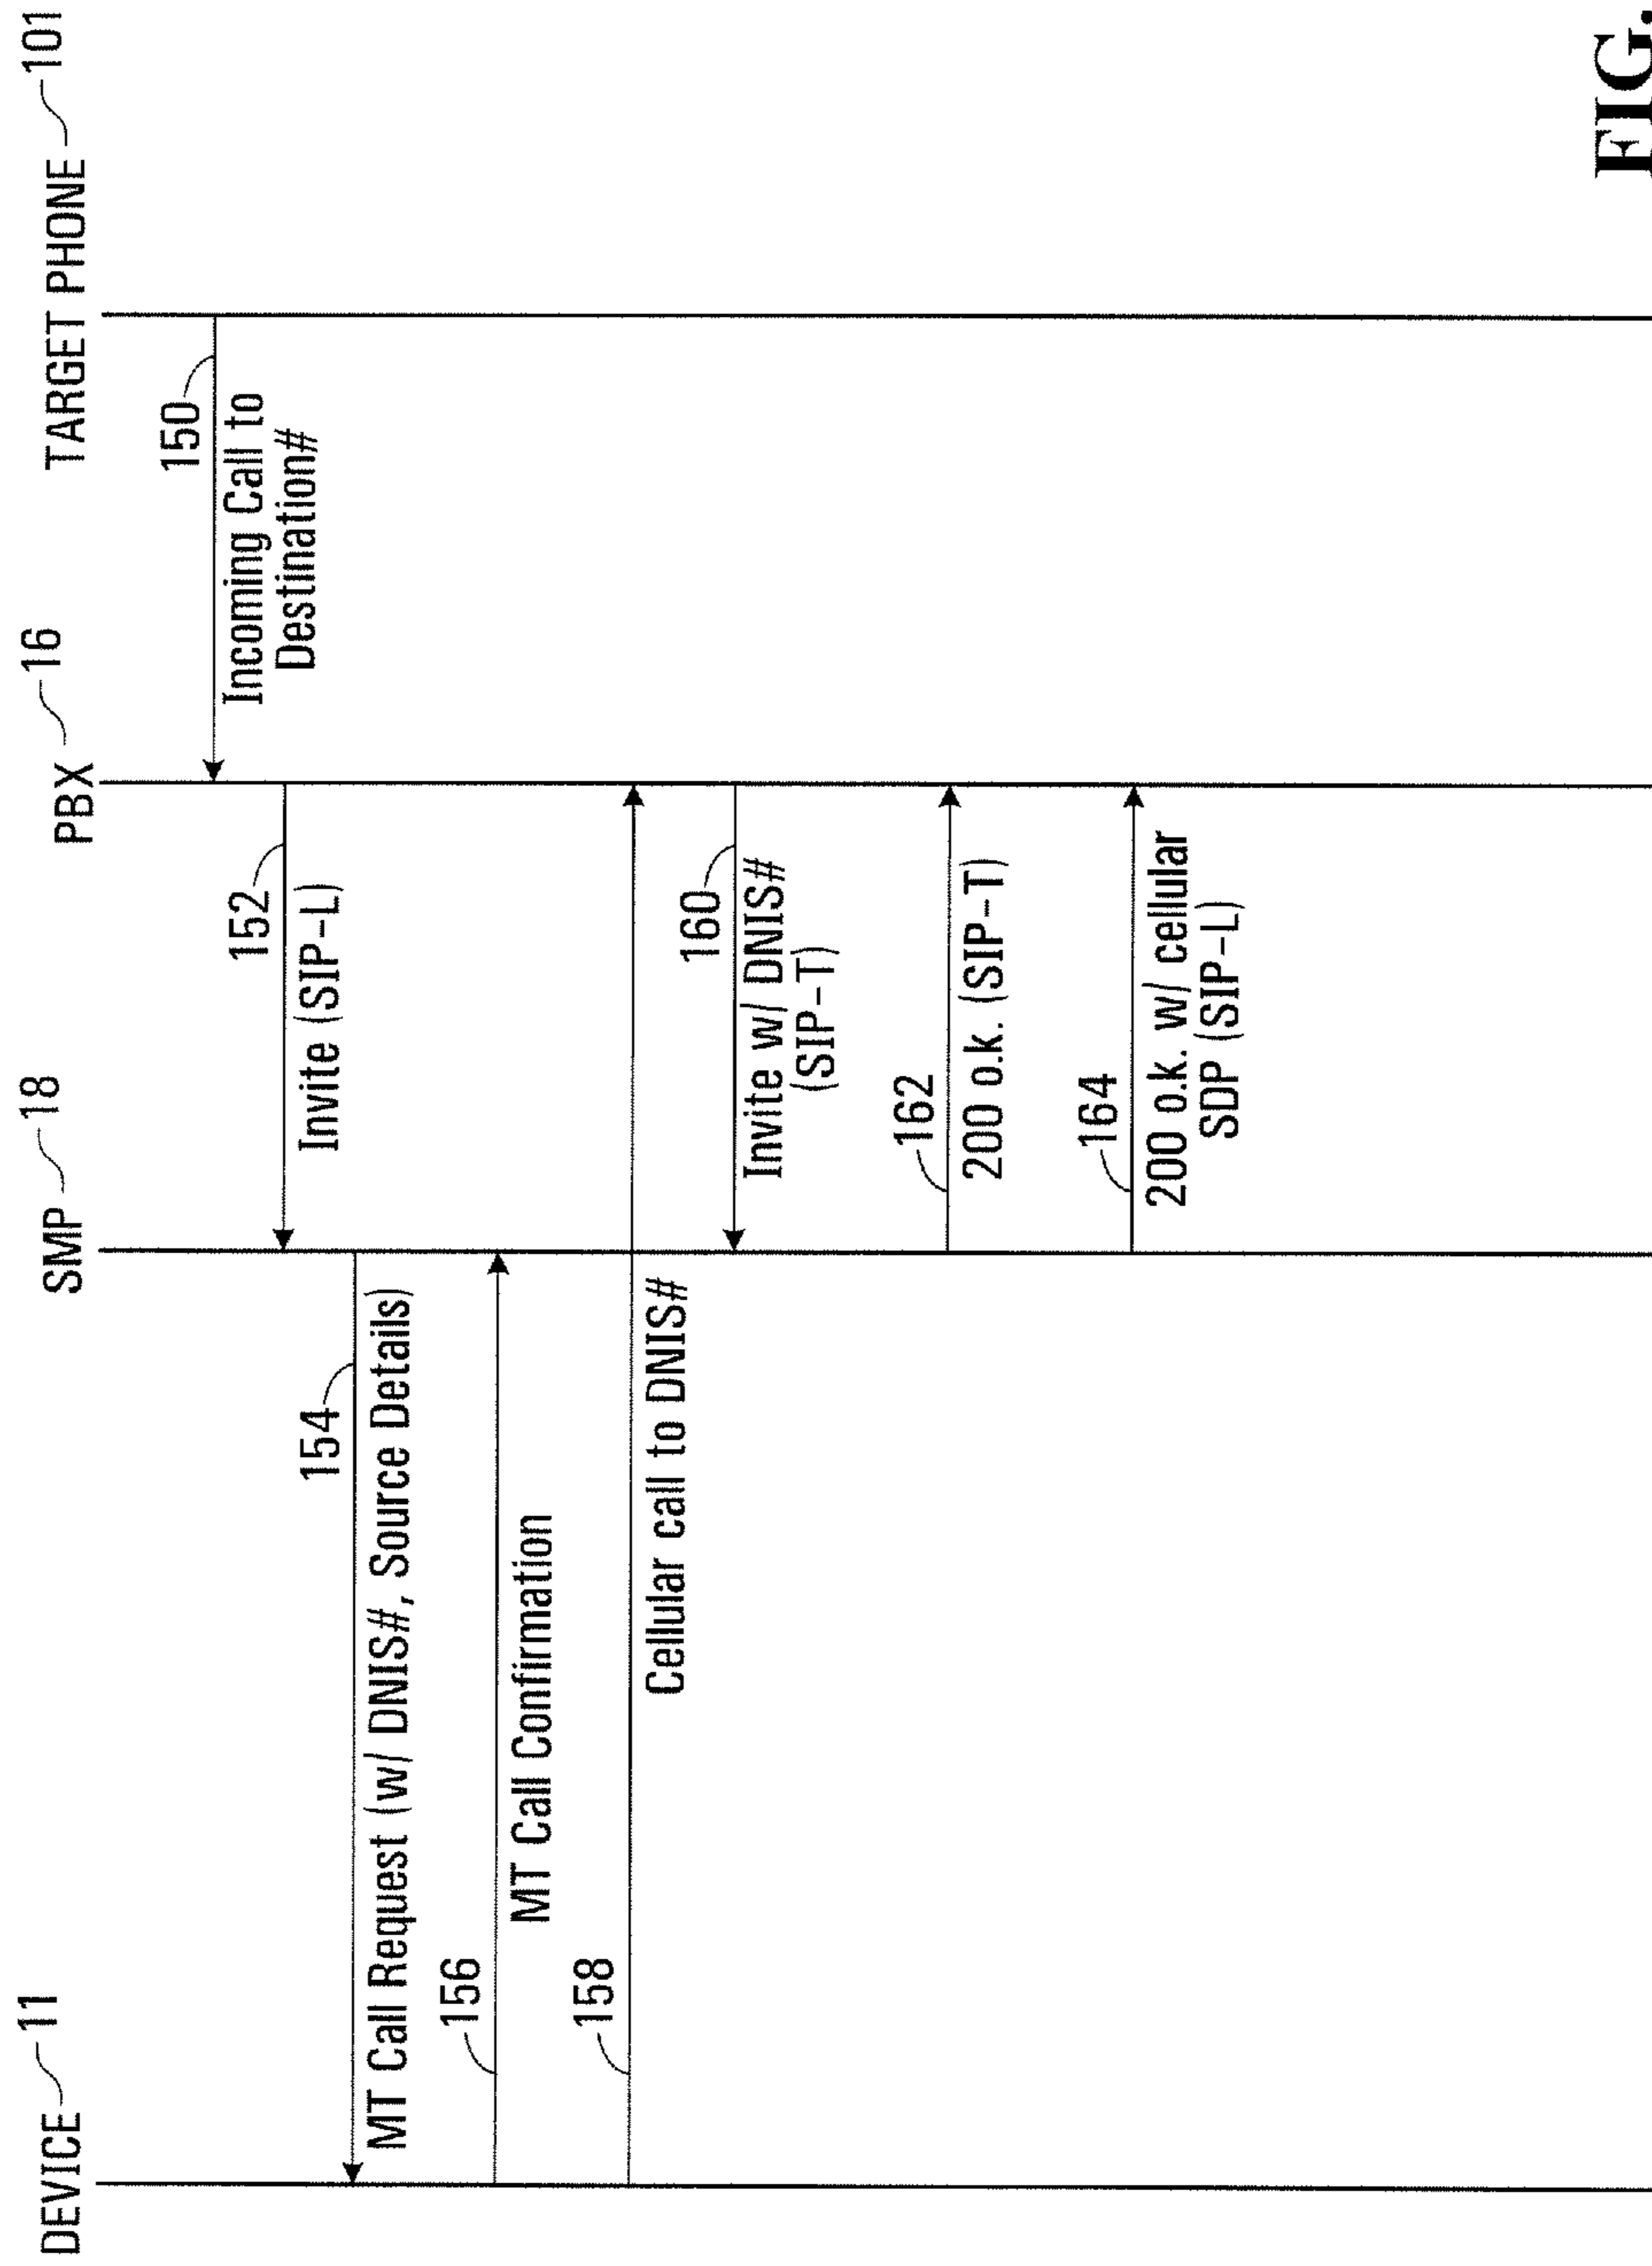 DEVICE 11
SMP 18
PBX 16
TARGET PHONE 101
150
Incoming Call to
Destination#
152
Invite (SIP-L)
154
MT Call Request (w/ DNIS#, Source Details)
156
MT Call Confirmation
158
Cellular call to DNIS#
160
Invite w/ DNIS#
(SIP-T)
162
200 o.k. (SIP-T)
164
200 o.k. w/ cellular
SDP (SIP-L)
FIG.